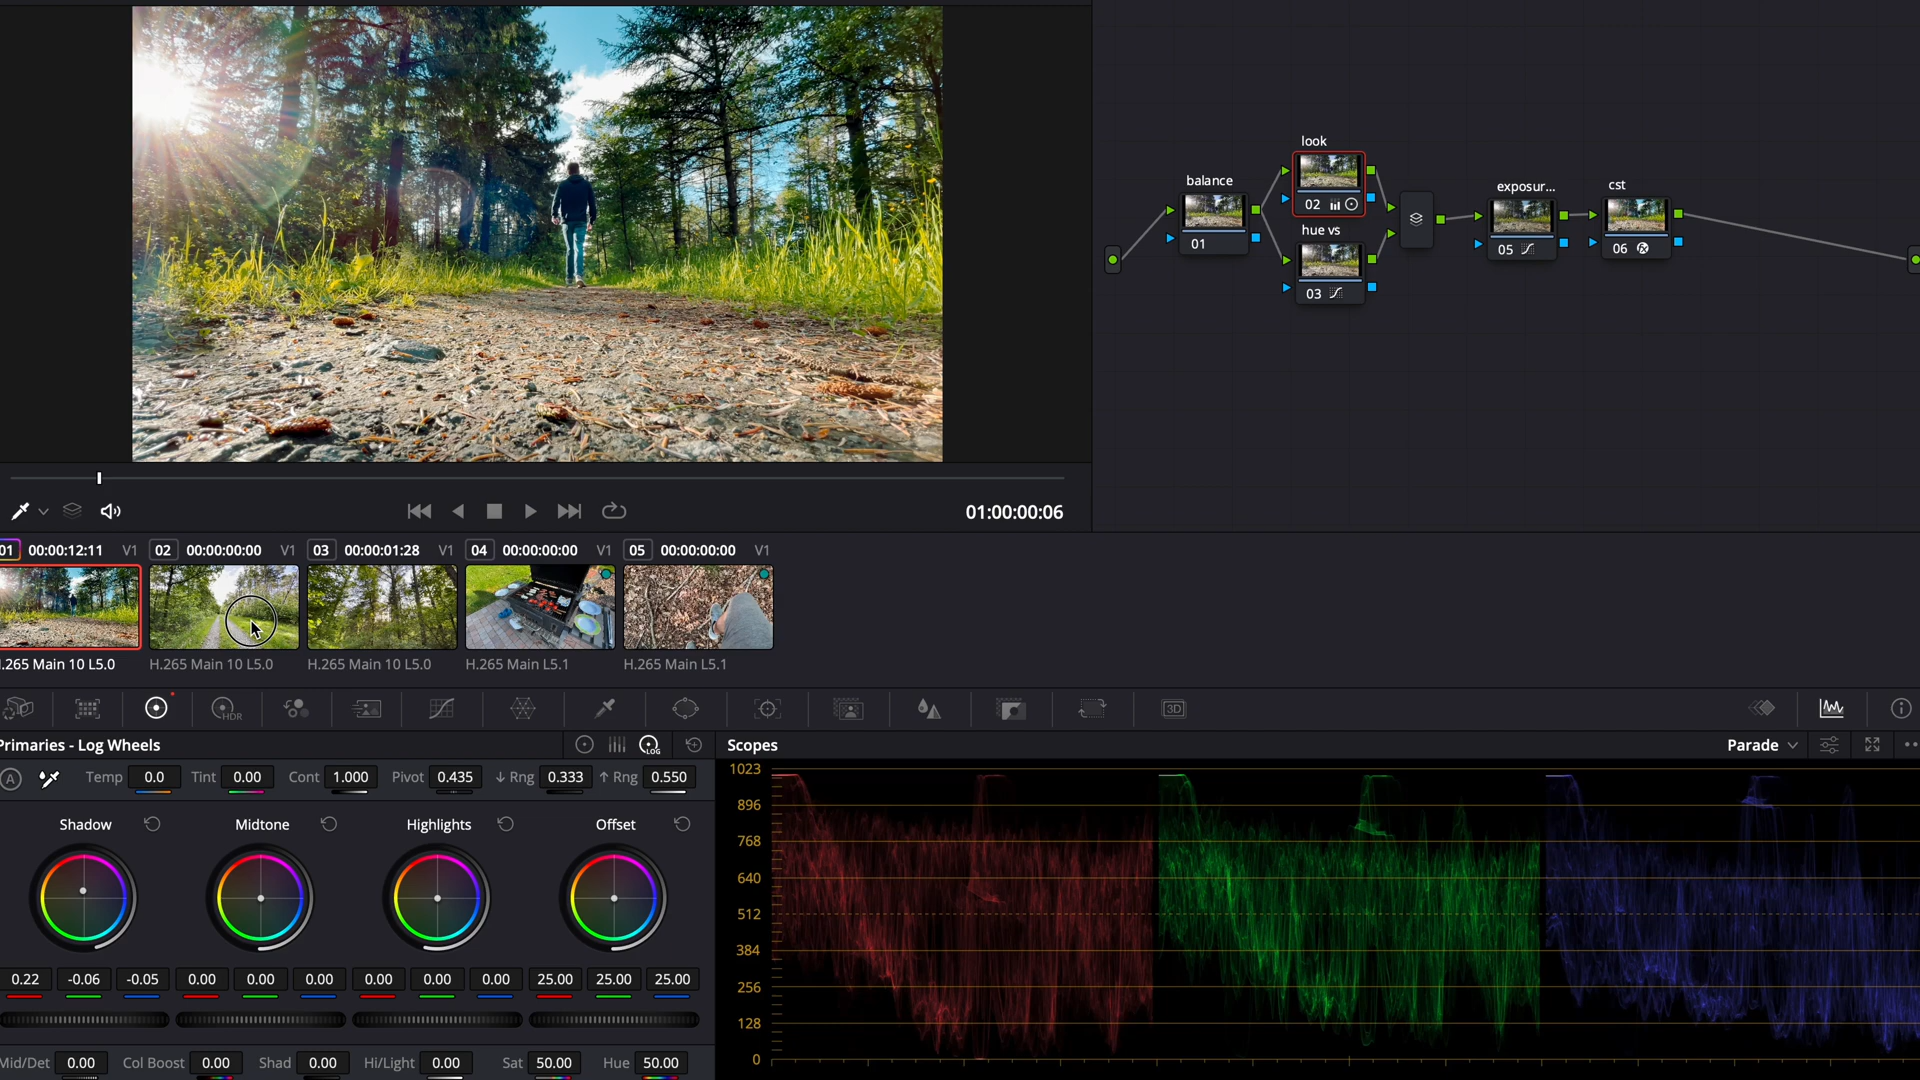 look
balance
exposur...
cst
02
hue vs
01
05
06
03
01:00:00:06
01 00:00:12:11 V1 02 00:00:00:00 V1 03 00:00:01:28 V1 04 00:00:00:00 V1 05 00:00:00:00 V1
.265 Main 10 L5.0 H.265 Main 10 L5.0 H.265 Main 10 L5.0 H.265 Main L5.1 H.265 Main L5.1
HDR
3D
Primaries - Log Wheels
LOG
Scopes
Parade
A Temp 0.0 Tint 0.00 Cont 1.000 Pivot 0.435 ↓ Rng 0.333 ↑ Rng 0.550
Shadow Midtone Highlights Offset
0.22 -0.06 -0.05 0.00 0.00 0.00 0.00 0.00 0.00 25.00 25.00 25.00
Mid/Det 0.00 Col Boost 0.00 Shad 0.00 Hi/Light 0.00 Sat 50.00 Hue 50.00
1023
896
768
640
512
384
256
128
0